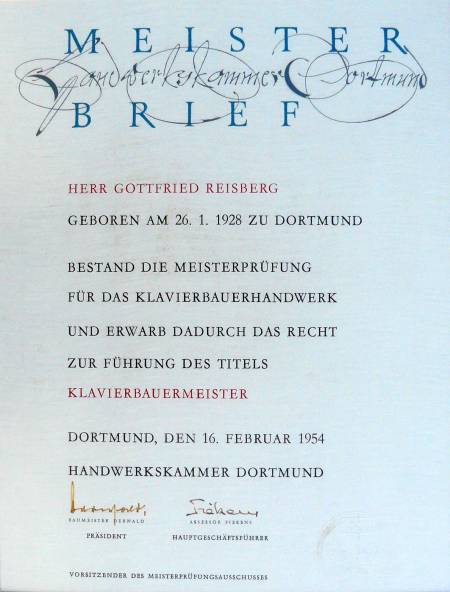 MEISTER
Handwerkskammer Dortmund
BRIEF
HERR GOTTFRIED REISBERG
GEBOREN AM 26. 1. 1928 ZU DORTMUND
BESTAND DIE MEISTERPRÜFUNG
FÜR DAS KLAVIERBAUERHANDWERK
UND ERWARB DADURCH DAS RECHT
ZUR FÜHRUNG DES TITELS
KLAVIERBAUERMEISTER
DORTMUND, DEN 16. FEBRUAR 1954
HANDWERKSKAMMER DORTMUND
BAUMEISTER ASSESSOR
PRÄSIDENT HAUPTGESCHÄFTSFÜHRER
VORSITZENDER DES MEISTERPRÜFUNGSAUSSCHUSSES